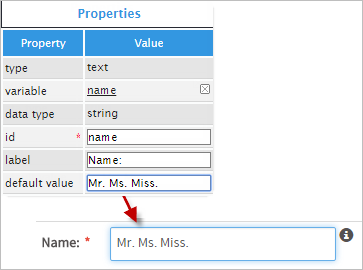 Properties
Property Value
type text
variable name
data type string
id * name
label Name:
default value Mr. Ms. Miss.
Name: * Mr. Ms. Miss.